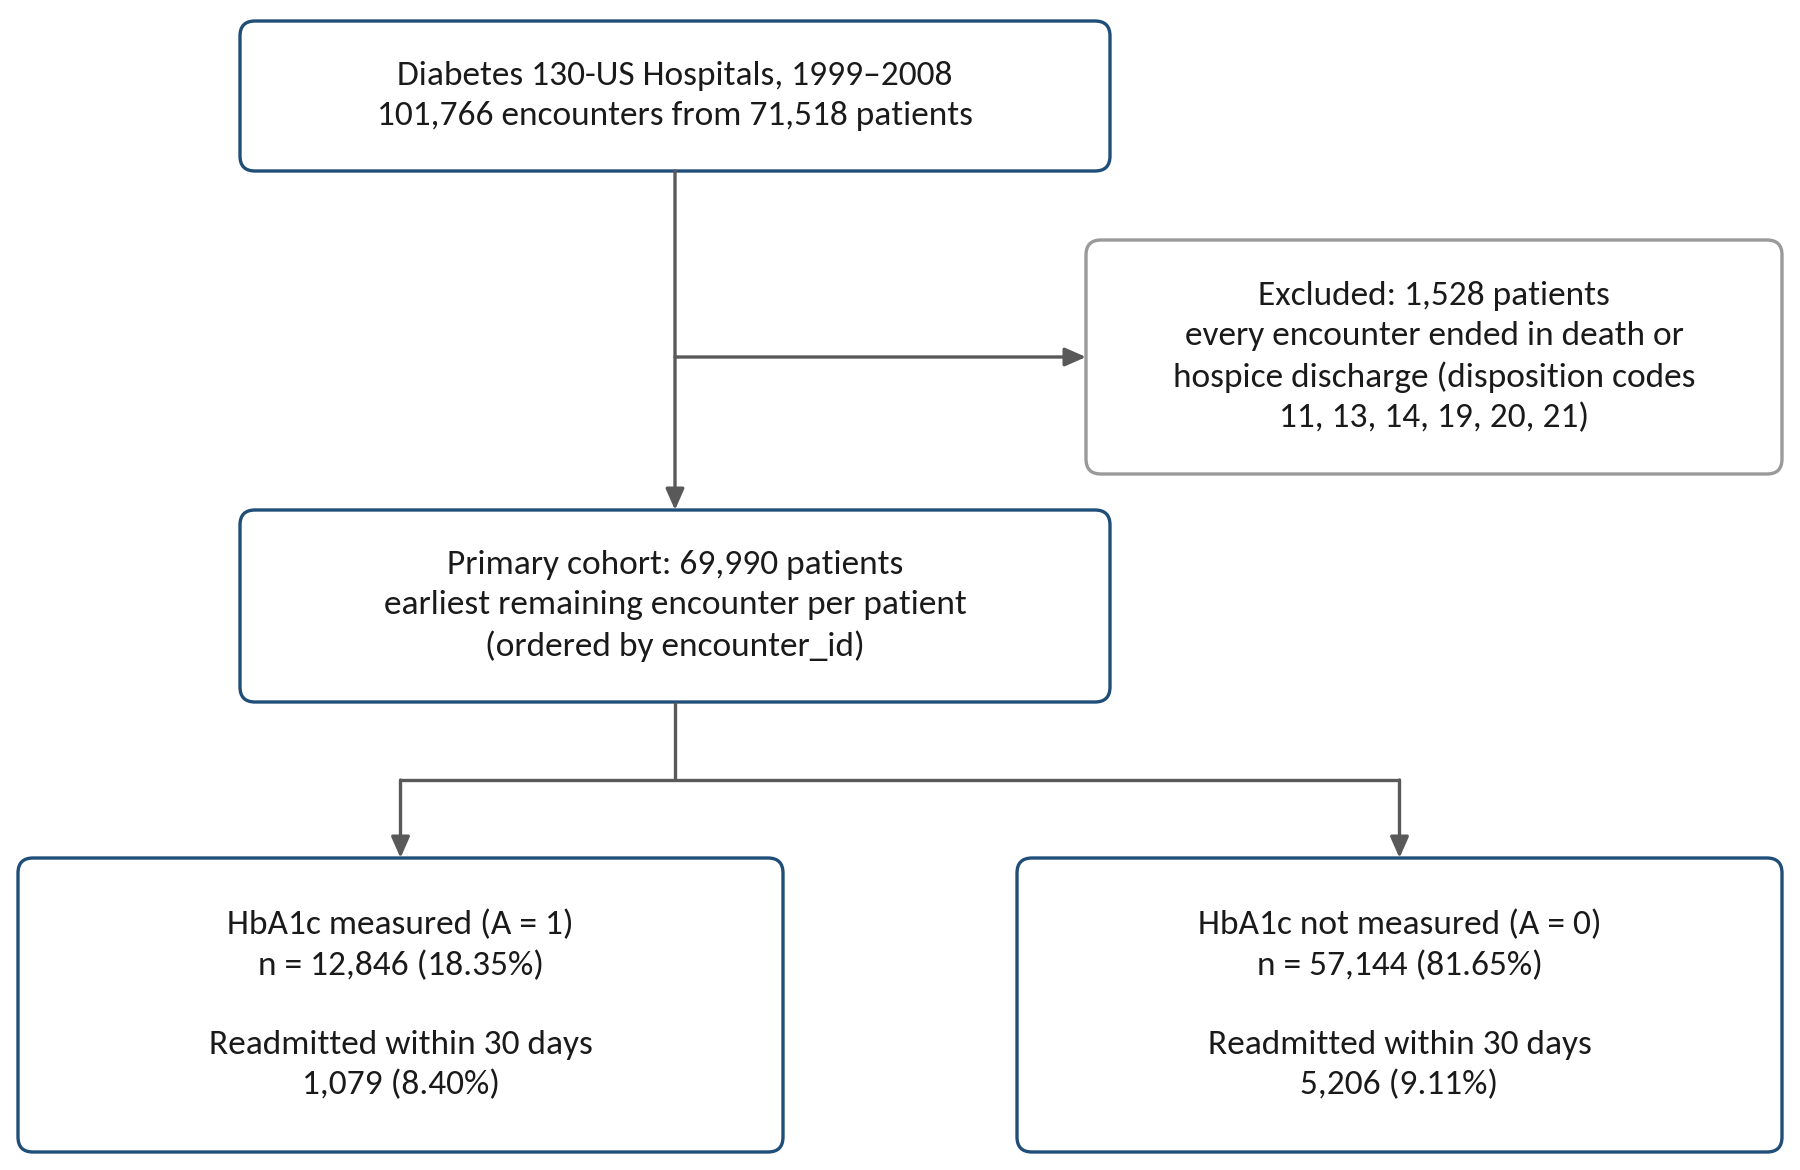 Diabetes 130-US Hospitals, 1999–2008
101,766 encounters from 71,518 patients
Excluded: 1,528 patients
every encounter ended in death or
hospice discharge (disposition codes
11, 13, 14, 19, 20, 21)
Primary cohort: 69,990 patients
earliest remaining encounter per patient
(ordered by encounter_id)
HbA1c measured (A = 1)
n = 12,846 (18.35%)
Readmitted within 30 days
1,079 (8.40%)
HbA1c not measured (A = 0)
n = 57,144 (81.65%)
Readmitted within 30 days
5,206 (9.11%)